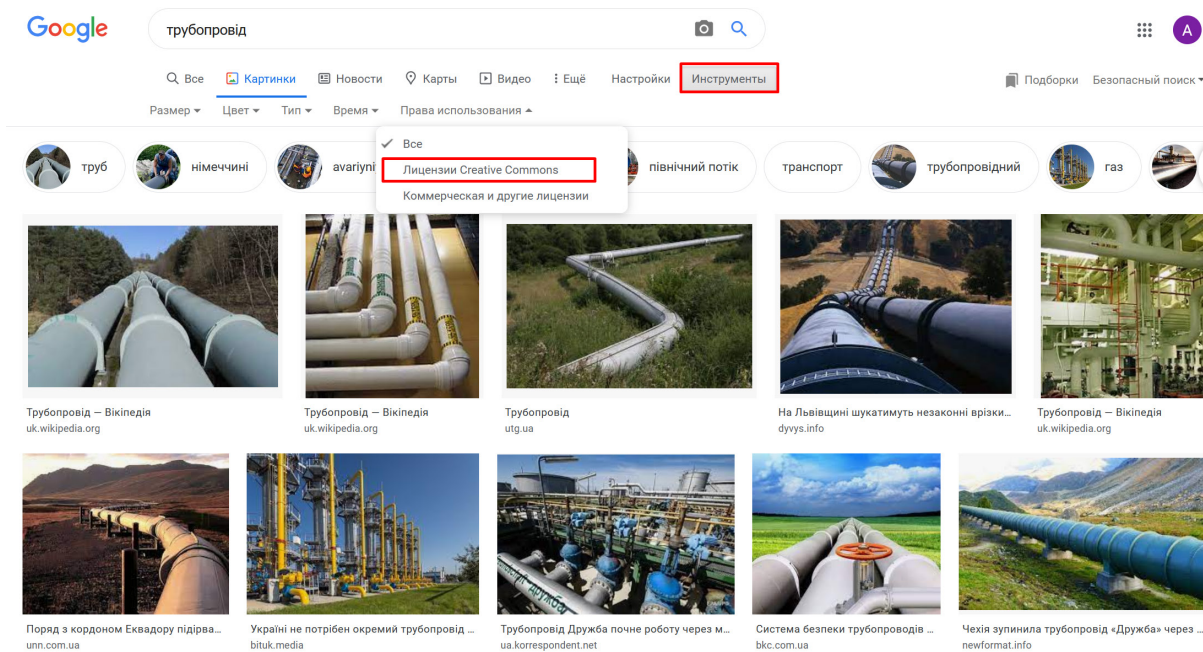 Google
трубопровід
A
Все
Картинки
Новости
Карты
Видео
Ещё
Настройки
Инструменты
Подборки
Безопасный поиск
Размер
Цвет
Тип
Время
Права использования
Все
Лицензии Creative Commons
Коммерческая и другие лицензии
труб
німеччині
північний потік
транспорт
трубопровідний
газ
Трубопровід — Вікіпедія
uk.wikipedia.org
Трубопровід — Вікіпедія
uk.wikipedia.org
Трубопровід
utg.ua
На Львівщині шукатимуть незаконні врізки...
dyvys.info
Трубопровід — Вікіпедія
uk.wikipedia.org
Поряд з кордоном Еквадору підірва...
unn.com.ua
Україні не потрібен окремий трубопровід ...
bituk.media
Трубопровід Дружба почне роботу через м...
ua.korrespondent.net
Система безпеки трубопроводів ...
bkc.com.ua
Чехія зупинила трубопровід «Дружба» через ...
newformat.info